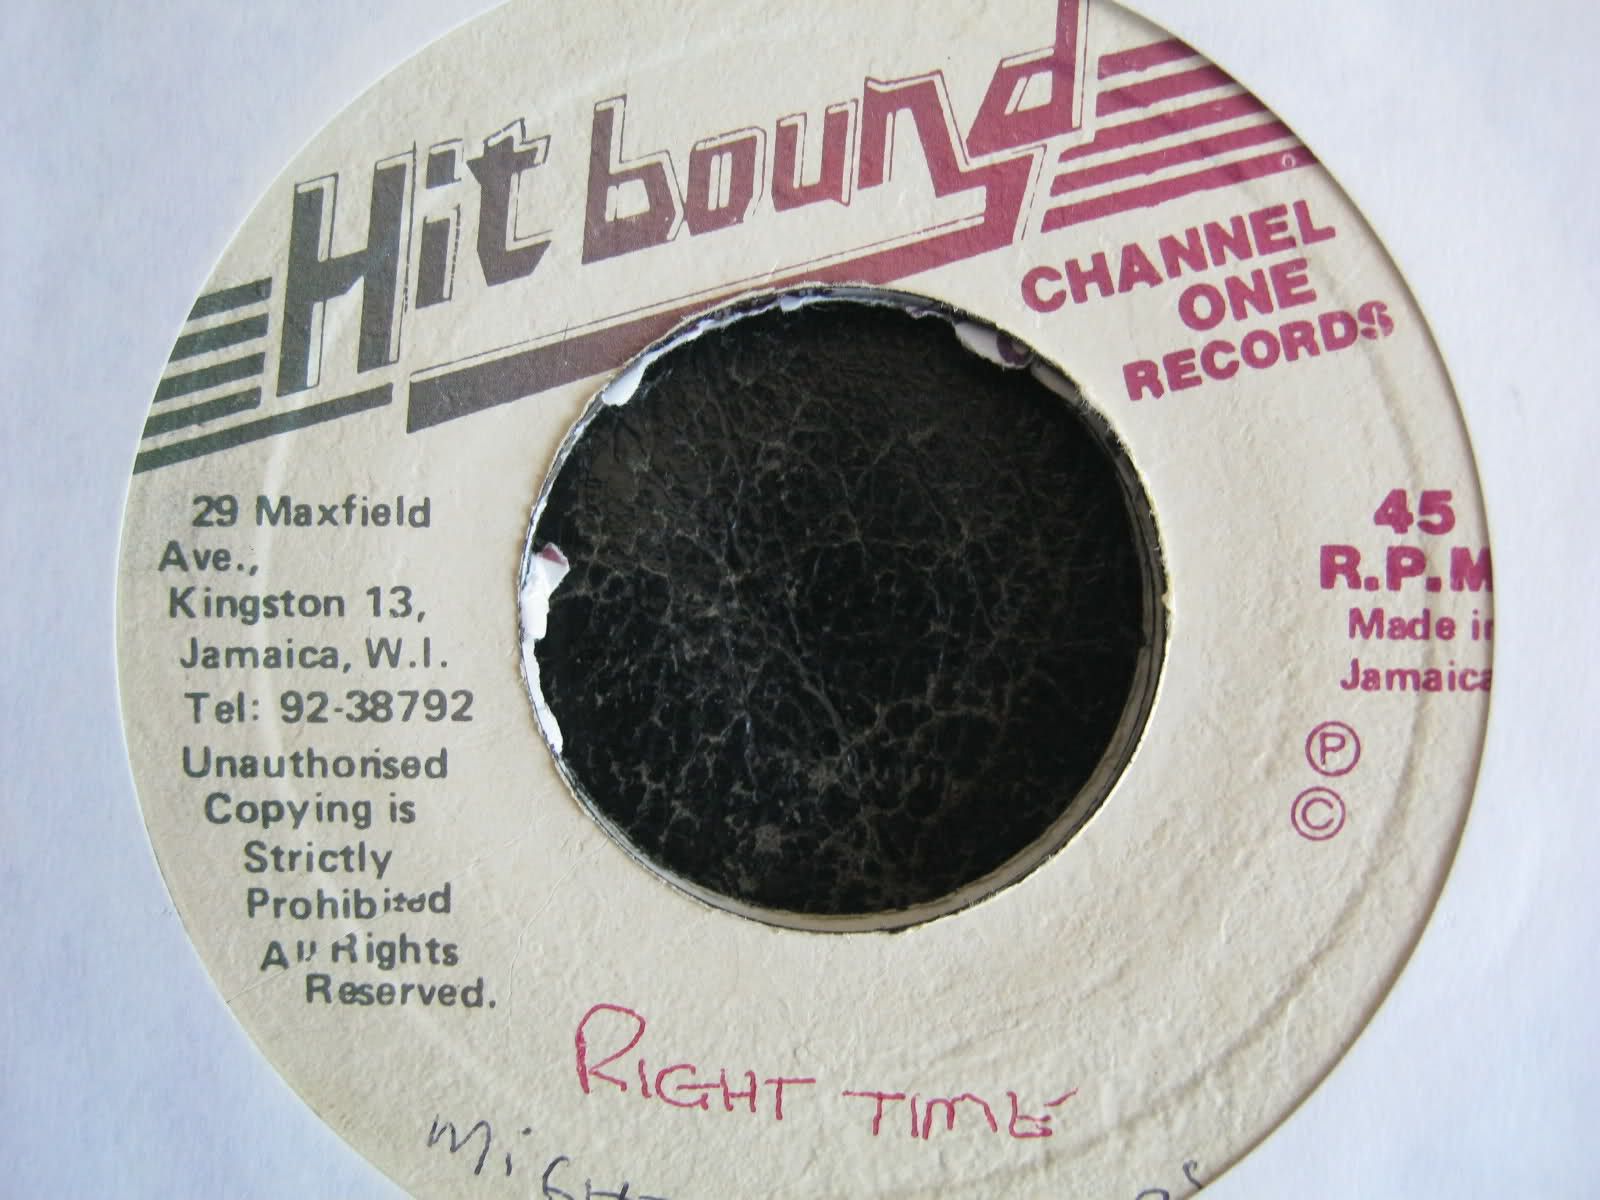 Hit bound
CHANNEL
ONE
RECORDS
29 Maxfield
Ave.,
Kingston 13,
Jamaica, W.I.
Tel: 92-38792
Unauthorised
Copying is
Strictly
Prohibited
All Rights
Reserved.
45
R.P.M
Made in
Jamaica
Ⓟ
©
RIGHT TIME